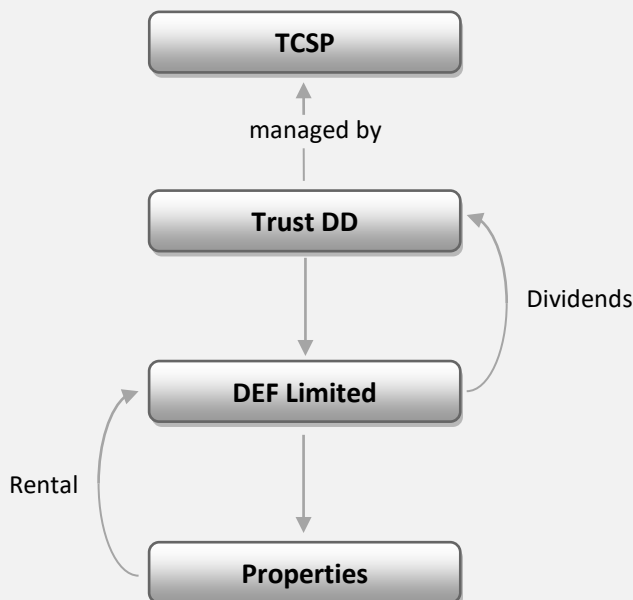 TCSP
managed by
Trust DD
Dividends
DEF Limited
Rental
Properties